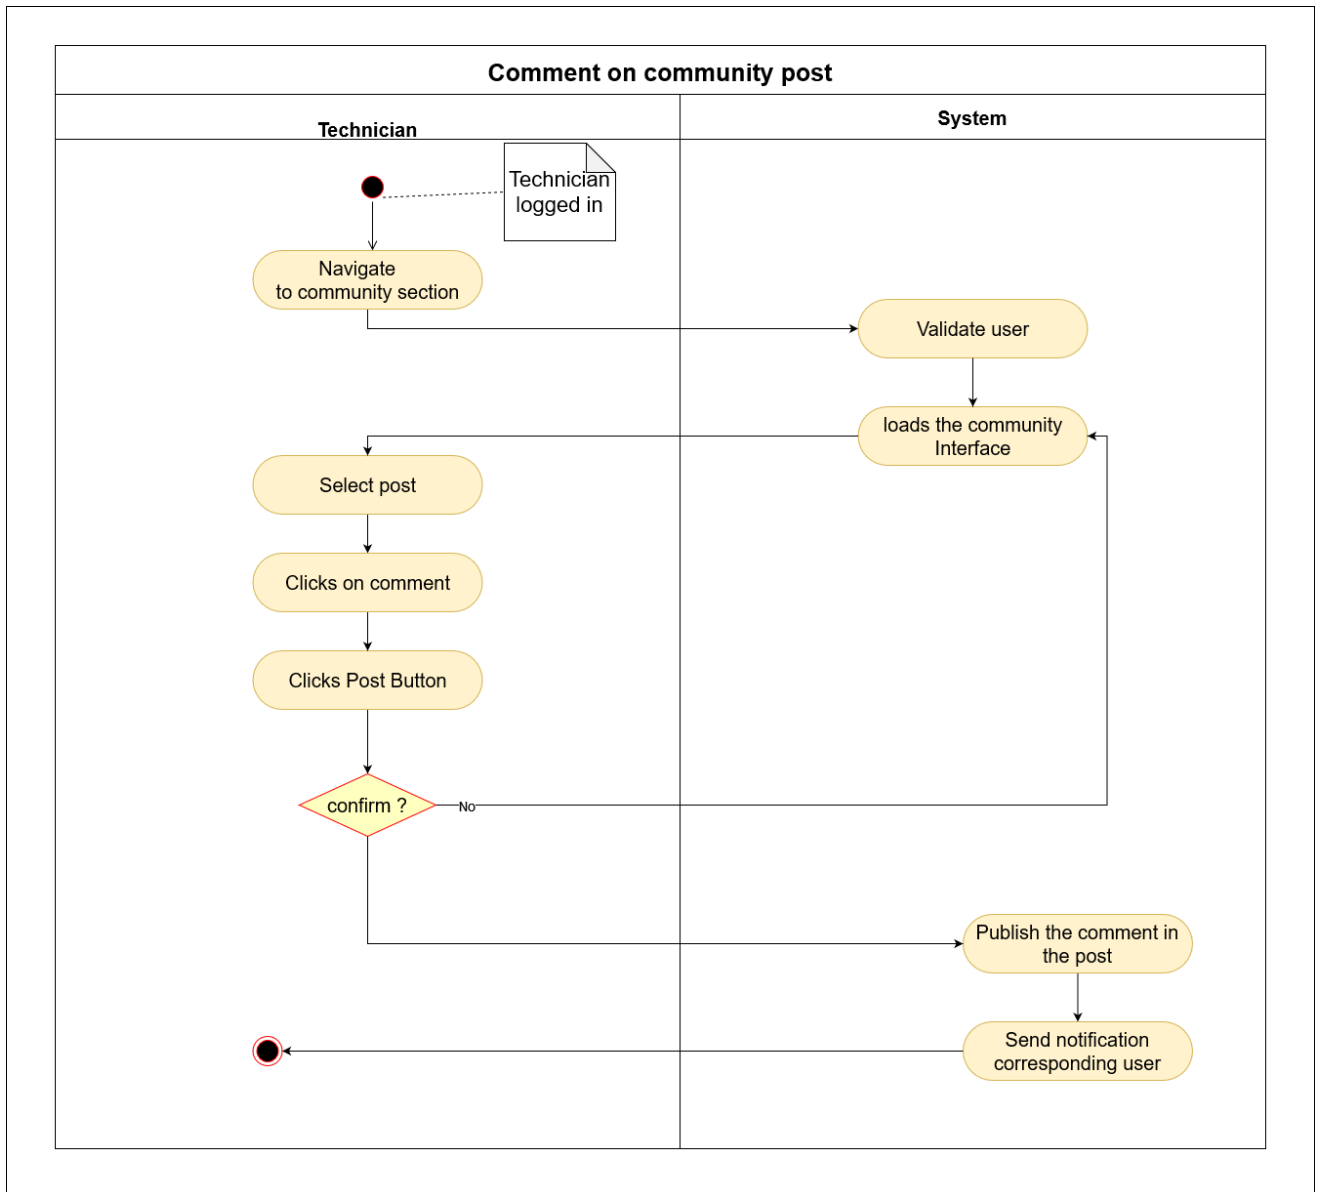 Comment on community post
Technician
System
Technician
logged in
Navigate
to community section
Validate user
loads the community
Interface
Select post
Clicks on comment
Clicks Post Button
confirm ?
No
Publish the comment in
the post
Send notification
corresponding user